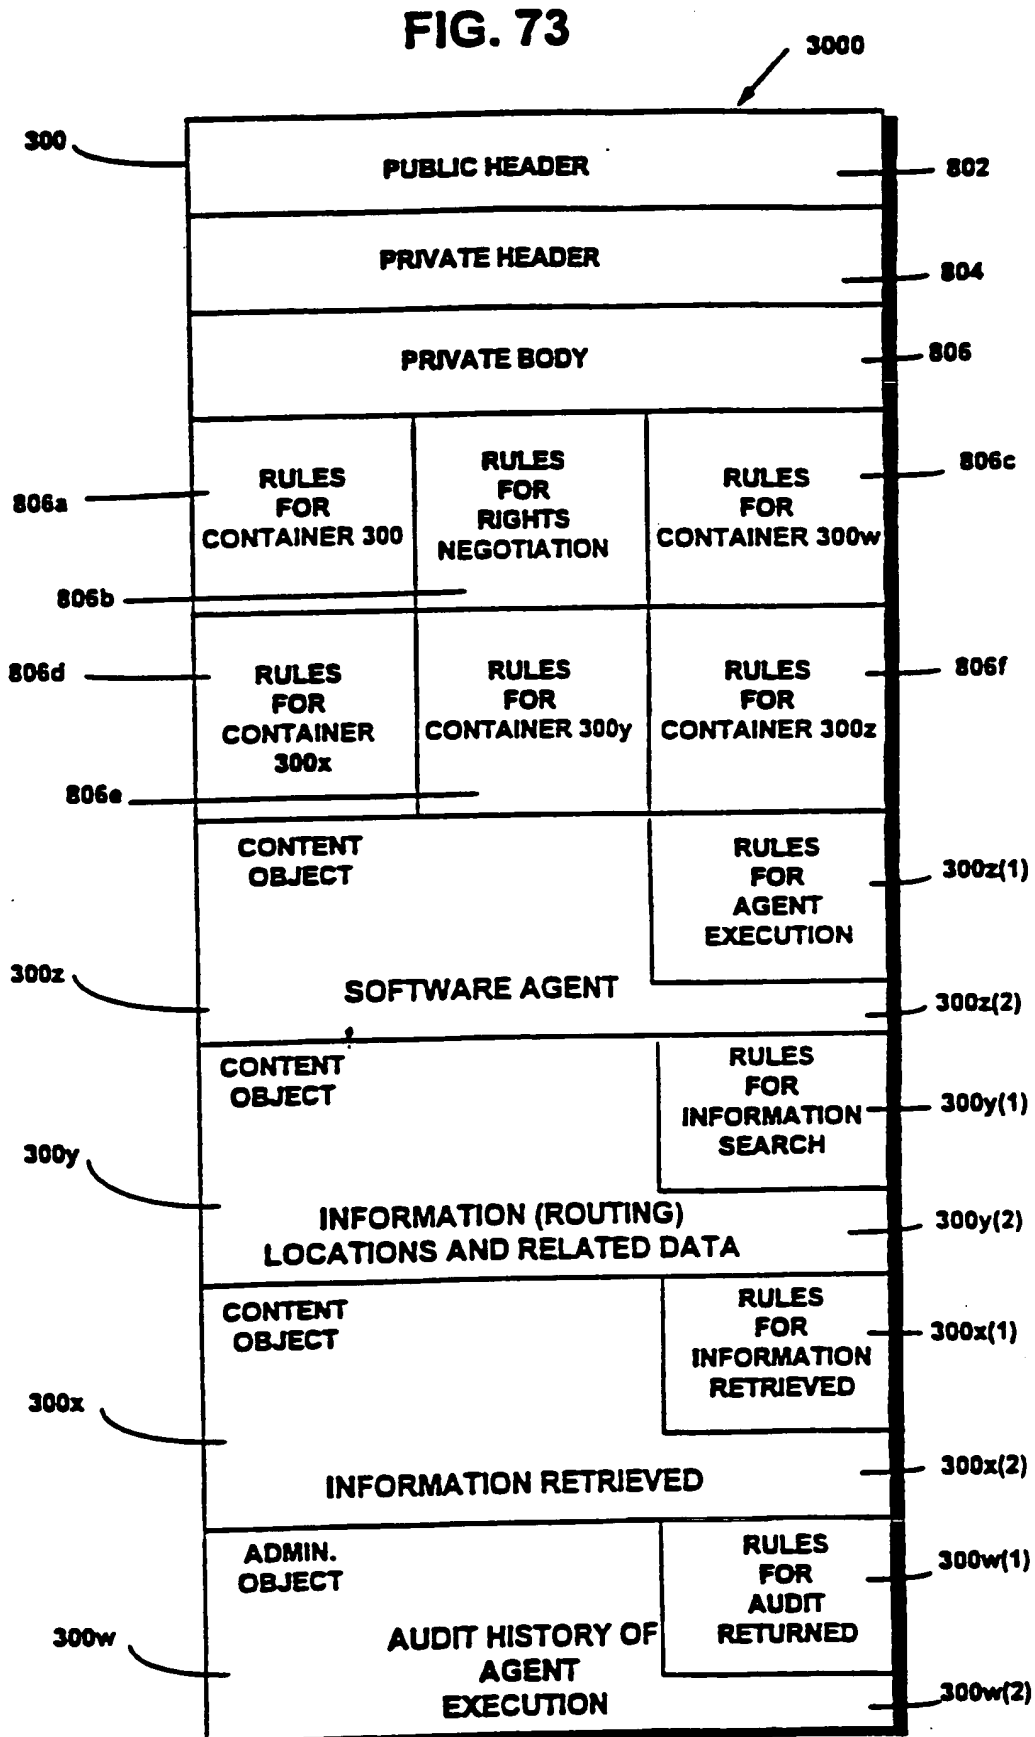 FIG. 73
3000
300
PUBLIC HEADER
802
PRIVATE HEADER
804
PRIVATE BODY
806
806a
RULES
FOR
CONTAINER 300
RULES
FOR
RIGHTS
NEGOTIATION
806b
RULES
FOR
CONTAINER 300w
806c
806d
RULES
FOR
CONTAINER
300x
RULES
FOR
CONTAINER 300y
806e
RULES
FOR
CONTAINER 300z
806f
CONTENT
OBJECT
RULES
FOR
AGENT
EXECUTION
300z(1)
300z
SOFTWARE AGENT
300z(2)
CONTENT
OBJECT
RULES
FOR
INFORMATION
SEARCH
300y(1)
300y
INFORMATION (ROUTING)
LOCATIONS AND RELATED DATA
300y(2)
CONTENT
OBJECT
RULES
FOR
INFORMATION
RETRIEVED
300x(1)
300x
INFORMATION RETRIEVED
300x(2)
ADMIN.
OBJECT
RULES
FOR
AUDIT
RETURNED
300w(1)
300w
AUDIT HISTORY OF
AGENT
EXECUTION
300w(2)